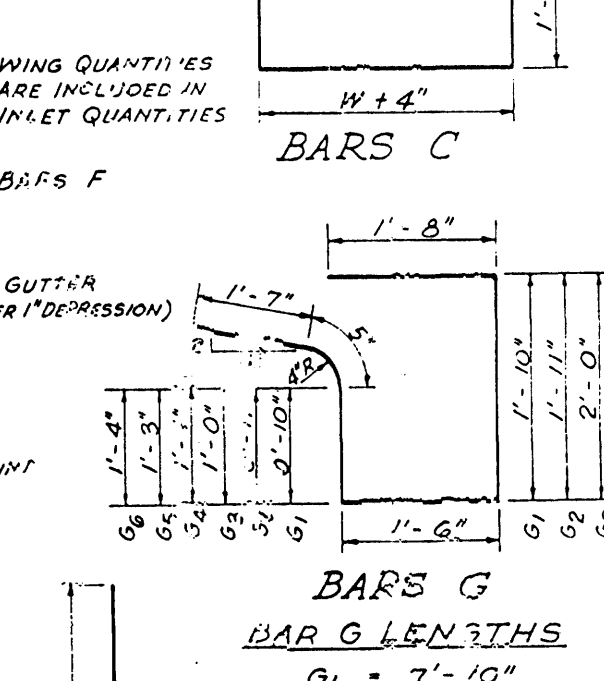 1'-
WING QUANTITIES
ARE INCLUDED IN
INLET QUANTITIES
W + 4"
BARS C
BARS F
1'- 8"
GUTTER
ER 1" DEPRESSION)
1'- 7"
5"
4"R
1'-4"
1'-3"
1'-0"
0'-10"
1'-10"
1'-11"
2'-0"
G6
G5
G4
G3
G1
1'- 6"
G1
G2
BARS G
BAR G LENGTHS
G1 = 7'-10"